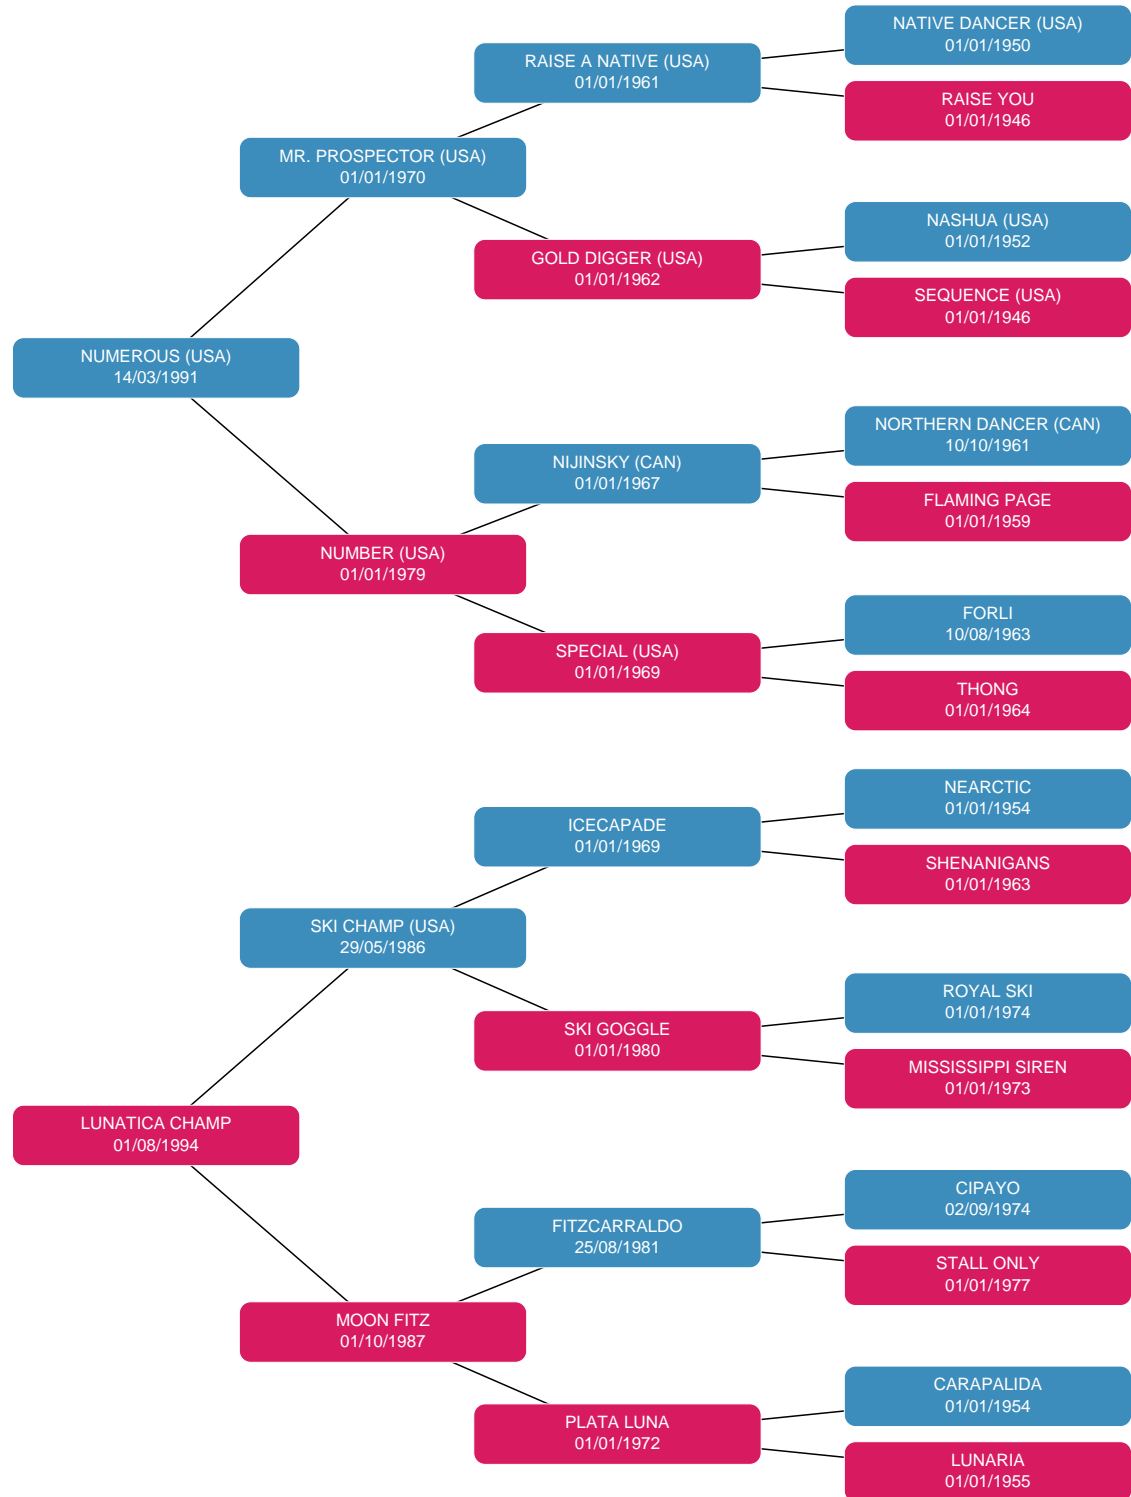 NATIVE DANCER (USA)
01/01/1950
RAISE A NATIVE (USA)
01/01/1961
RAISE YOU
01/01/1946
MR. PROSPECTOR (USA)
01/01/1970
NASHUA (USA)
01/01/1952
GOLD DIGGER (USA)
01/01/1962
SEQUENCE (USA)
01/01/1946
NUMEROUS (USA)
14/03/1991
NORTHERN DANCER (CAN)
10/10/1961
NIJINSKY (CAN)
01/01/1967
FLAMING PAGE
01/01/1959
NUMBER (USA)
01/01/1979
FORLI
10/08/1963
SPECIAL (USA)
01/01/1969
THONG
01/01/1964
NEARCTIC
01/01/1954
ICECAPADE
01/01/1969
SHENANIGANS
01/01/1963
SKI CHAMP (USA)
29/05/1986
ROYAL SKI
01/01/1974
SKI GOGGLE
01/01/1980
MISSISSIPPI SIREN
01/01/1973
LUNATICA CHAMP
01/08/1994
CIPAYO
02/09/1974
FITZCARRALDO
25/08/1981
STALL ONLY
01/01/1977
MOON FITZ
01/10/1987
CARAPALIDA
01/01/1954
PLATA LUNA
01/01/1972
LUNARIA
01/01/1955